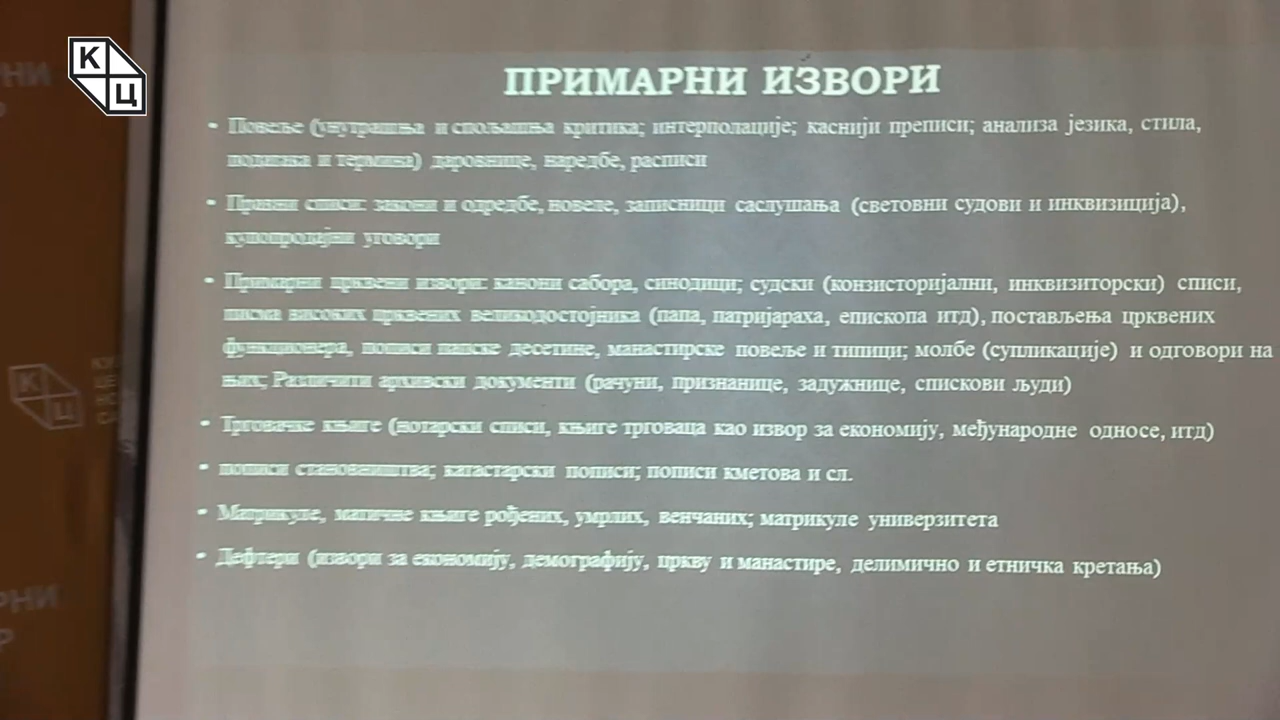 К
Ц
ПРИМАРНИ ИЗВОРИ
• Повеље (унутрашња и спољашња критика; интерполације; каснији преписи; анализа језика, стила,
података и термина) даровнице, наредбе, расписи
• Правни списи: закони и одредбе, новеле, записници саслушања (световни судови и инквизиција),
купопродајни уговори
• Примарни црквени извори: канони сабора, синодици; судски (конзисторијални, инквизиторски) списи,
писма високих црквених великодостојника (папа, патријараха, епископа итд), постављења црквених
функционера, пописи папске десетине, манастирске повеље и типици; молбе (супликације) и одговори на
њих; Различити архивски документи (рачуни, признанице, задужнице, спискови људи)
• Трговачке књиге (нотарски списи, књиге трговаца као извор за економију, међународне односе, итд)
• пописи становништва; катастарски пописи; пописи кметова и сл.
• Матрикуле, матичне књиге рођених, умрлих, венчаних; матрикуле универзитета
• Дефтери (извори за економију, демографију, цркву и манастире, делимично и етничка кретања)
К
Ц